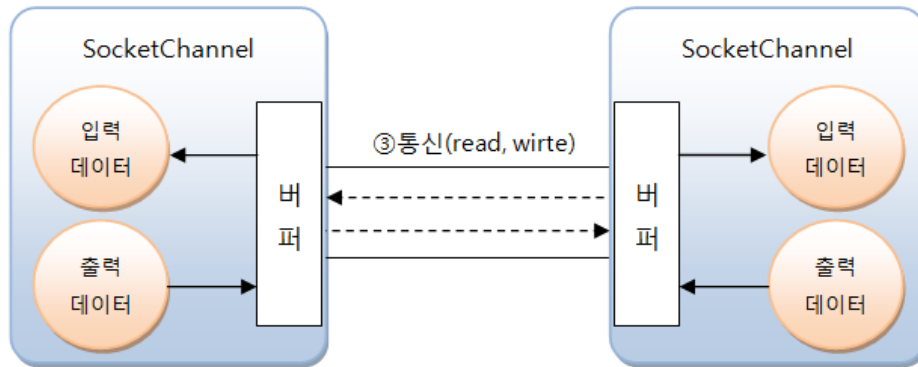 SocketChannel
입력
데이터
출력
데이터
버
퍼
③통신(read, wirte)
SocketChannel
버
퍼
입력
데이터
출력
데이터